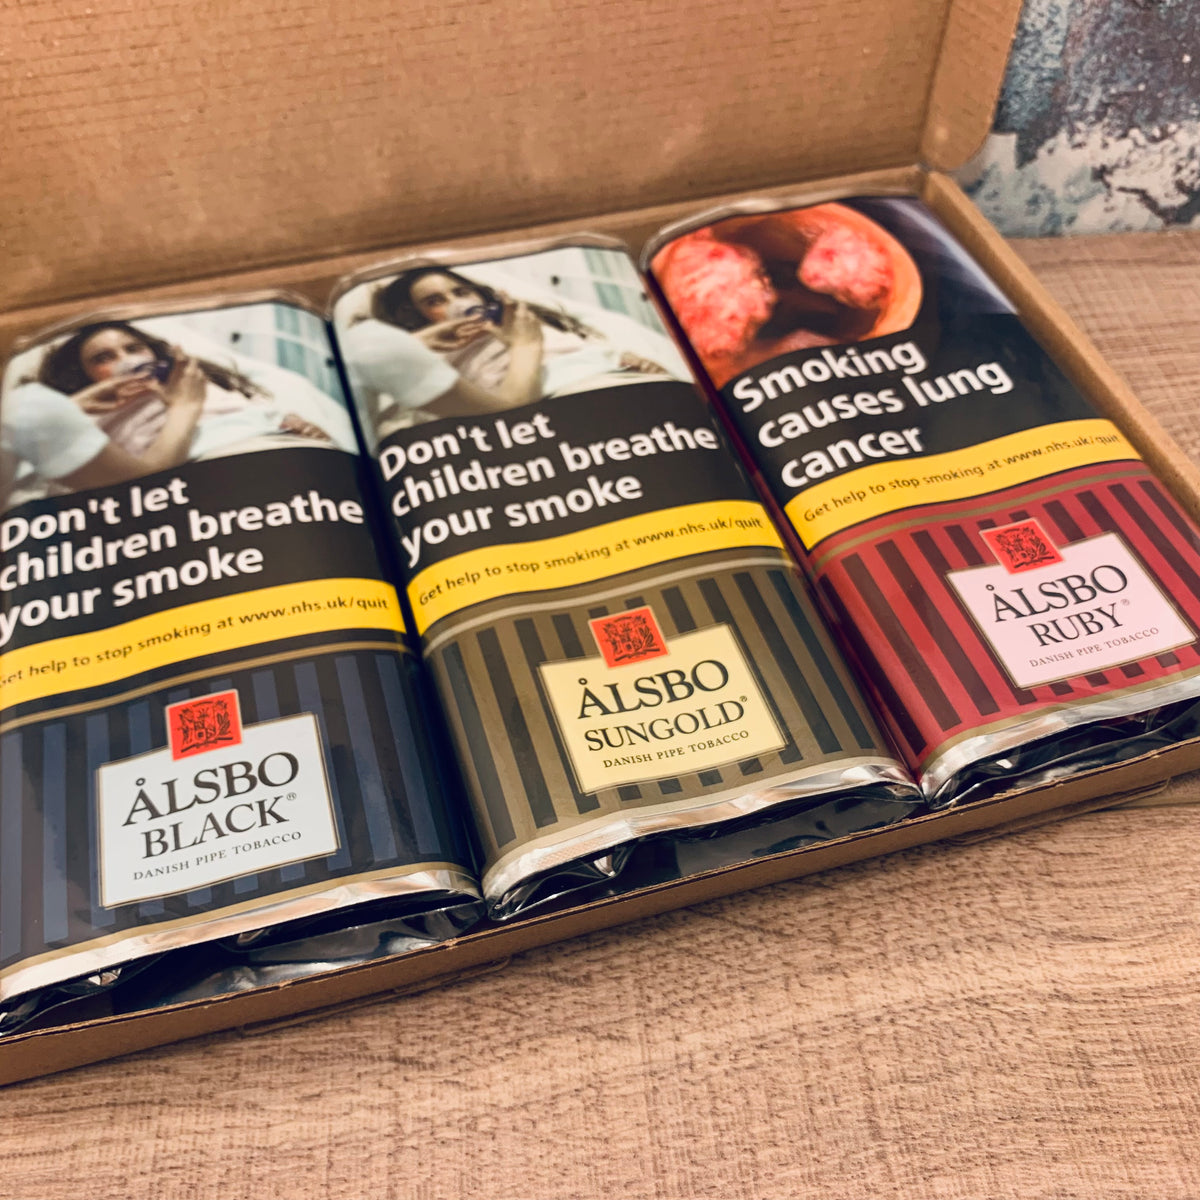 Don't let
children breathe
your smoke
Get help to stop smoking at www.nhs.uk/quit
ÅLSBO
BLACK®
DANISH PIPE TOBACCO
Don't let
children breathe
your smoke
Get help to stop smoking at www.nhs.uk/quit
ÅLSBO
SUNGOLD®
DANISH PIPE TOBACCO
Smoking
causes lung
cancer
Get help to stop smoking at www.nhs.uk/quit
ÅLSBO
RUBY®
DANISH PIPE TOBACCO